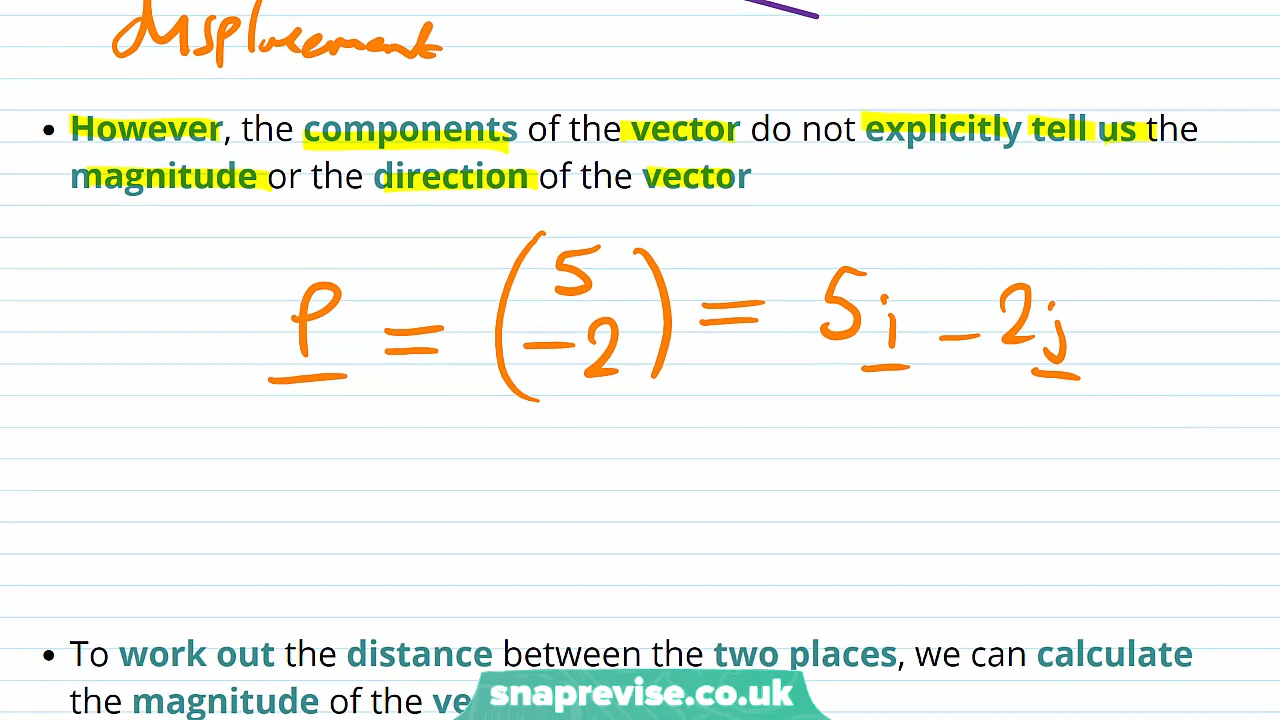 displacement
• However, the components of the vector do not explicitly tell us the
magnitude or the direction of the vector
p = (5 -2) = 5i - 2j
• To work out the distance between the two places, we can calculate
the magnitude of the ve
snaprevise.co.uk